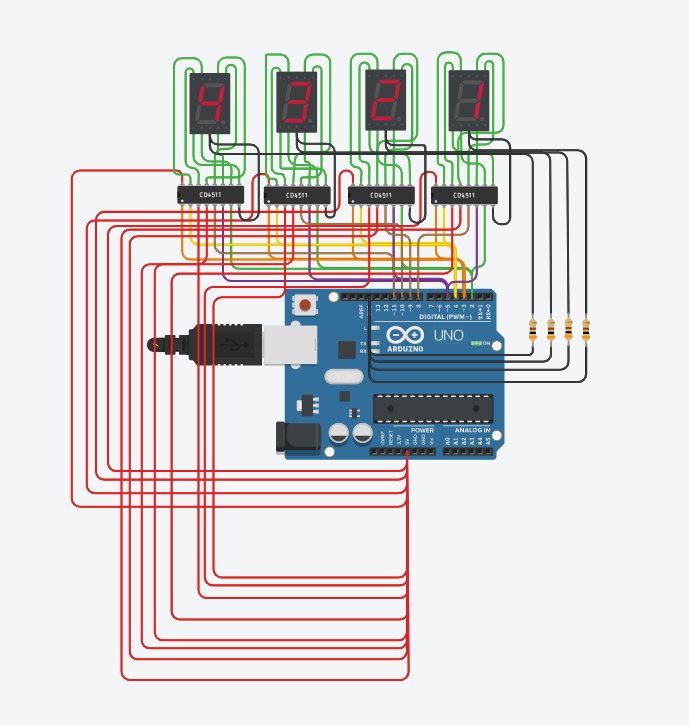 4 3 2 1
CD4511 CD4511 CD4511 CD4511
AREF
13
12
~11
~10
~9
8
7
~6
~5
4
~3
2
TX→1
RX←0
DIGITAL (PWM ~)
L
TX
RX
UNO
ARDUINO
ON
POWER
ANALOG IN
IOREF
RESET
3.3V
5V
GND
GND
Vin
A0
A1
A2
A3
A4
A5